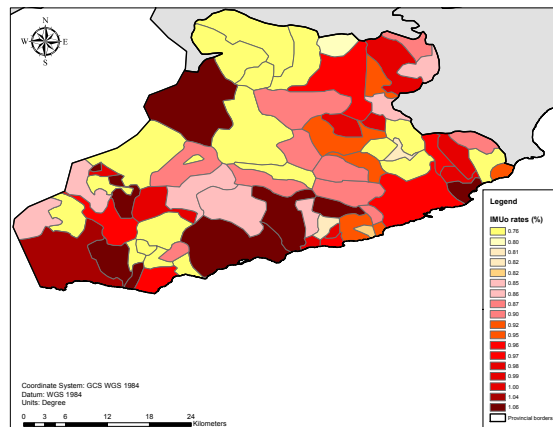 N
W E
S
Legend
IMUo rates (%)
0.76
0.80
0.81
0.82
0.82
0.85
0.86
0.87
0.90
0.92
0.95
0.96
0.97
0.98
0.99
1.00
1.04
1.06
Provincial borders
Coordinate System: GCS WGS 1984
Datum: WGS 1984
Units: Degree
0 3 6 12 18 24
Kilometers